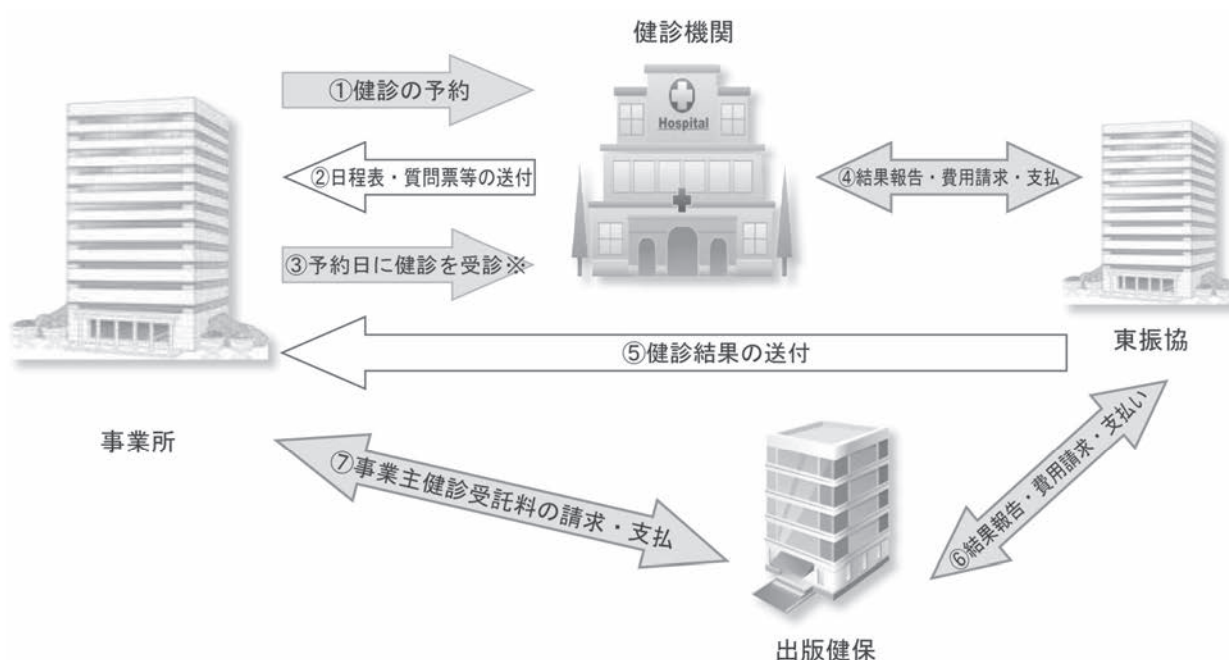 健診機関
①健診の予約
Hospital
②日程表・質問票等の送付
④結果報告・費用請求・支払
③予約日に健診を受診※
東振協
⑤健診結果の送付
事業所
⑦事業主健診受託料の請求・支払
⑥結果報告・費用請求・支払い
出版健保